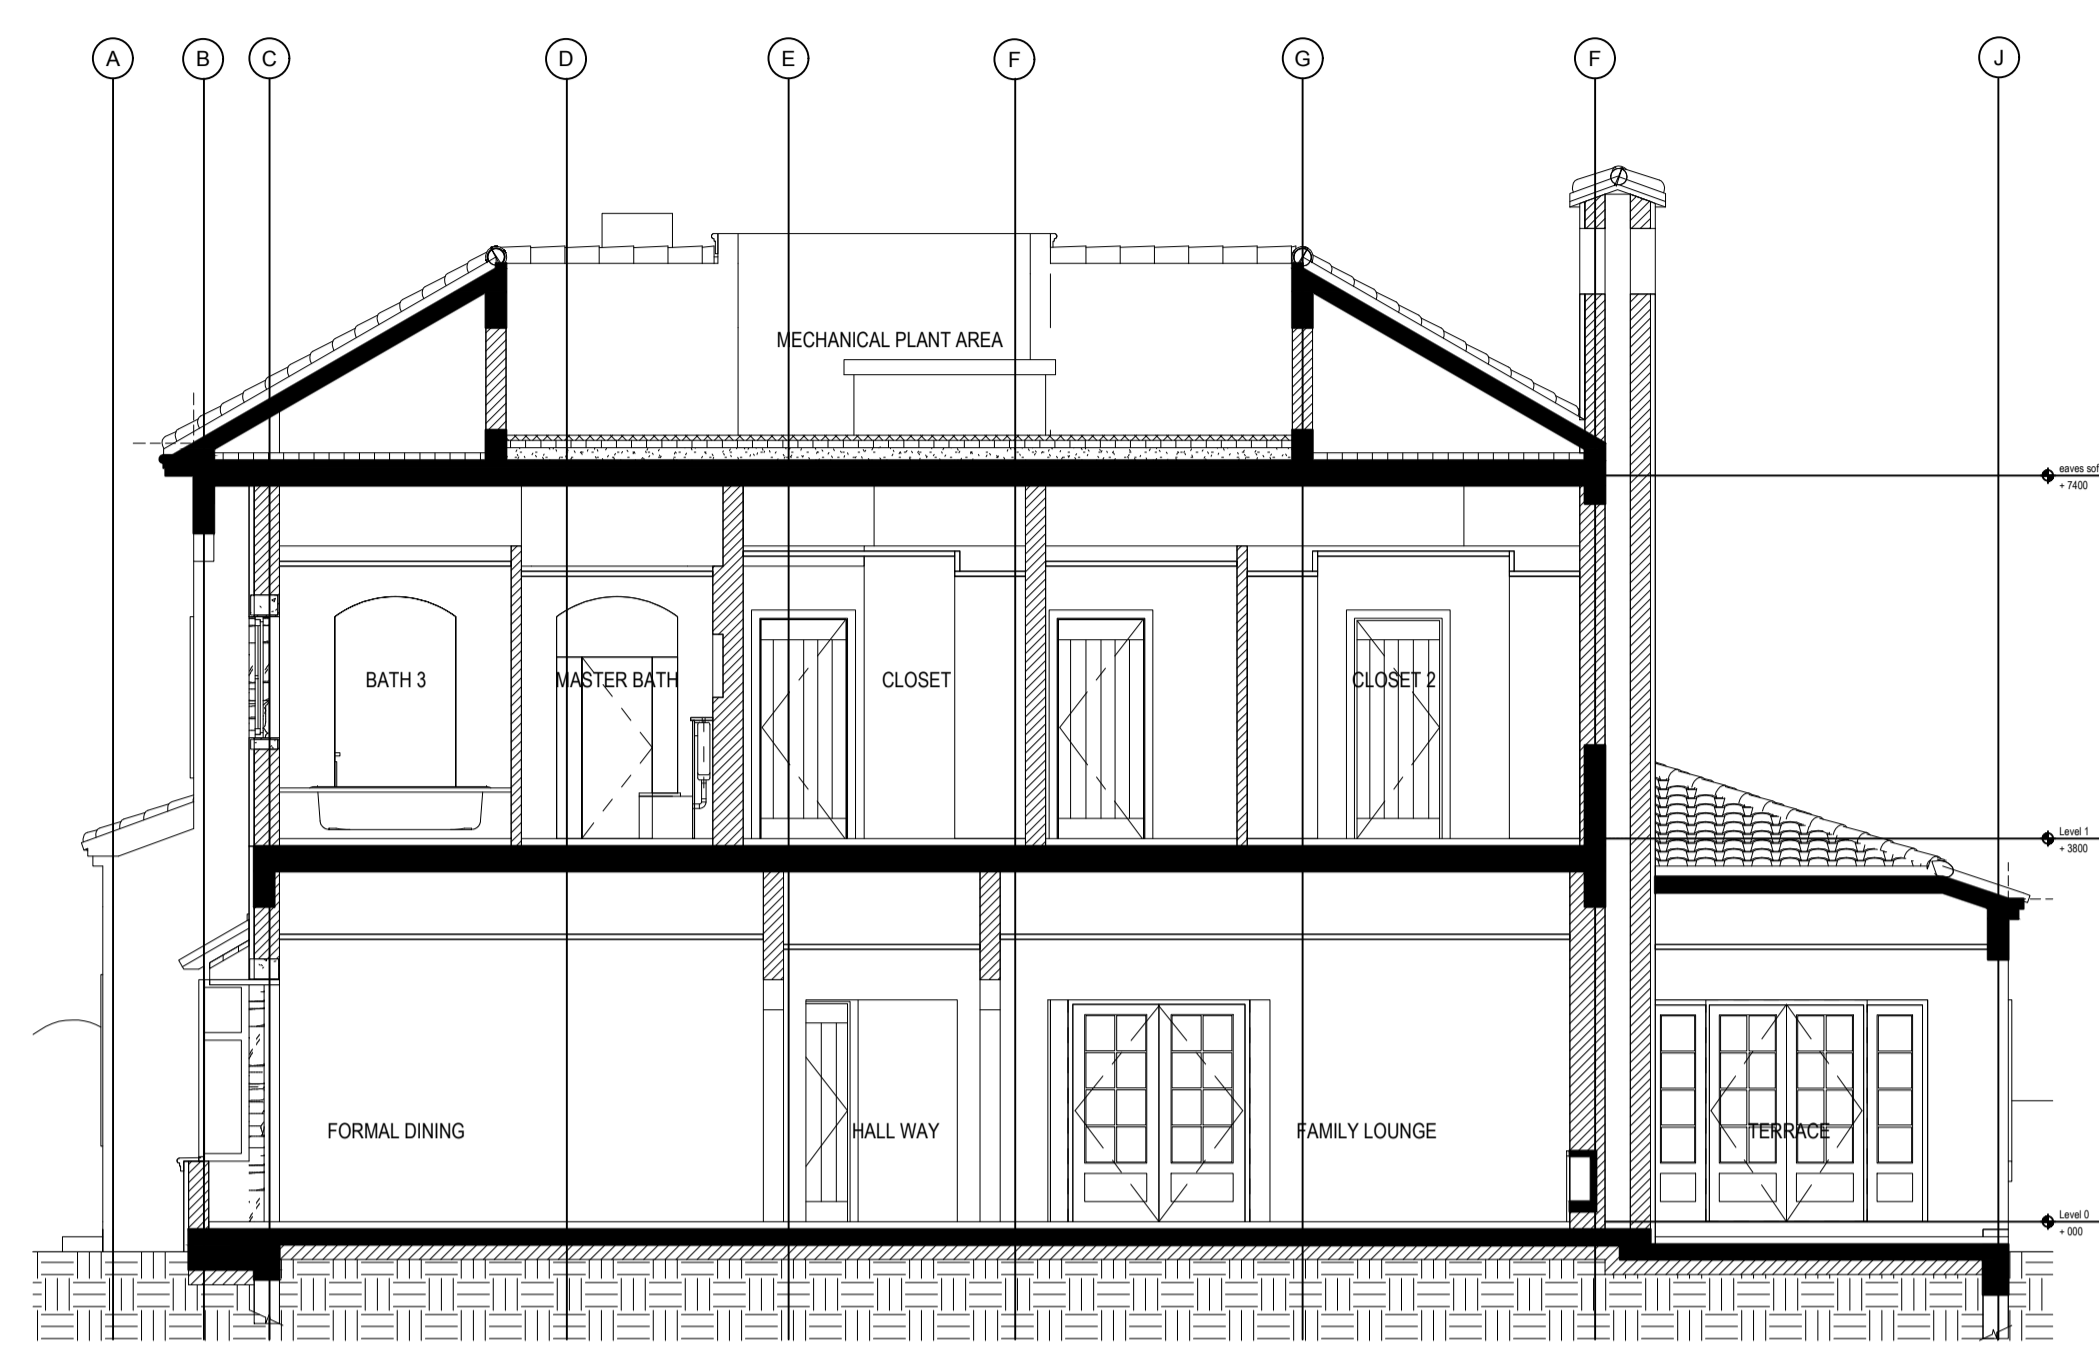 A
B
C
D
E
F
G
F
J
MECHANICAL PLANT AREA
eaves sof
+ 7400
BATH 3
MASTER BATH
CLOSET
CLOSET 2
Level 1
+ 3800
FORMAL DINING
HALL WAY
FAMILY LOUNGE
TERRACE
Level 0
+ 000